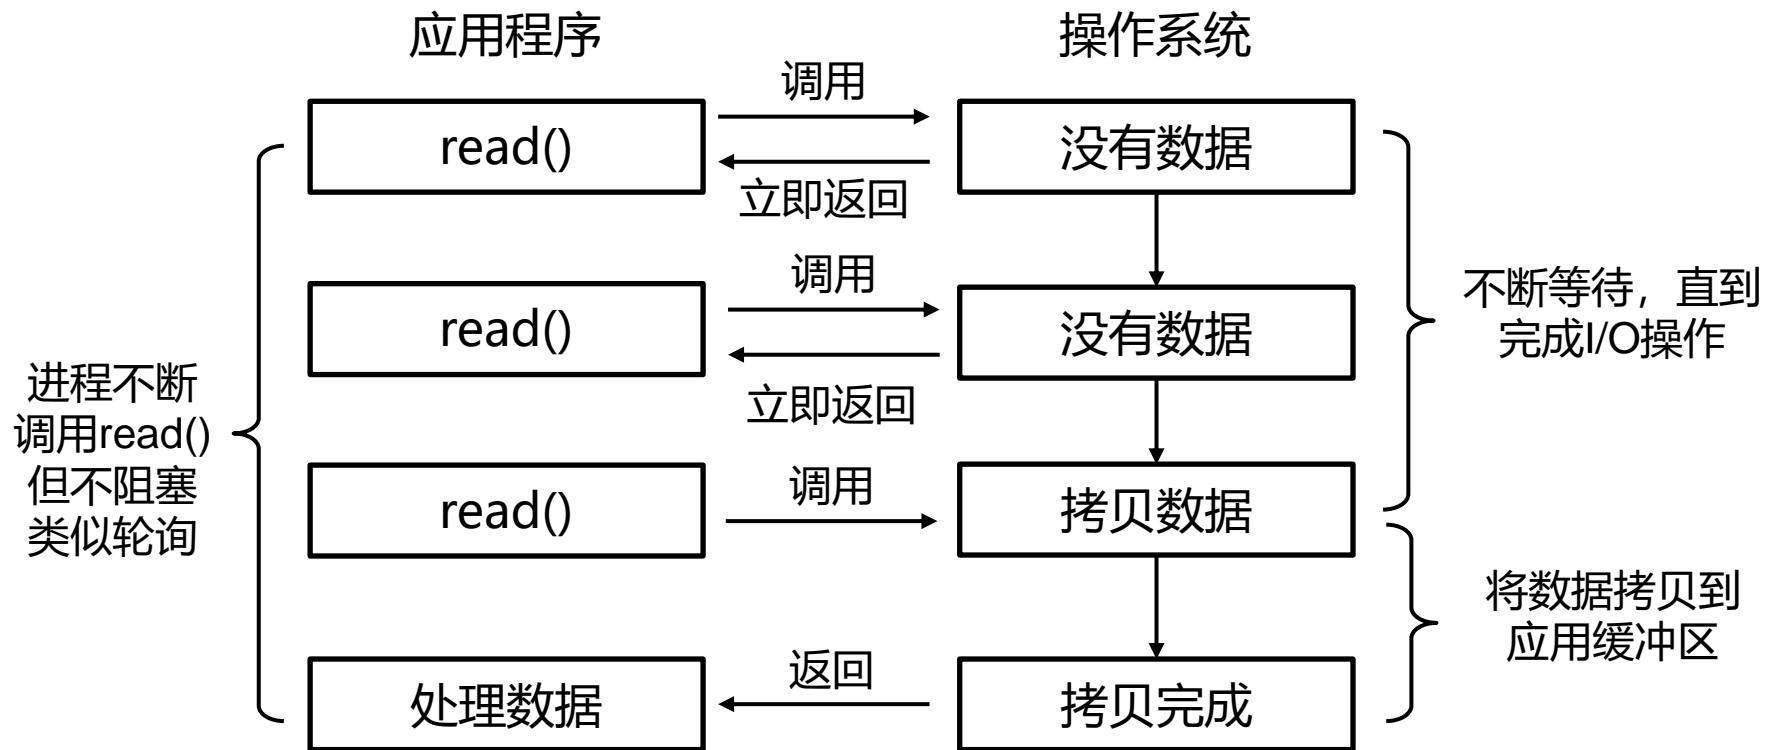 应用程序
操作系统
调用
read()
没有数据
立即返回
调用
read()
没有数据
立即返回
不断等待，直到
完成I/O操作
进程不断
调用read()
但不阻塞
类似轮询
调用
read()
拷贝数据
将数据拷贝到
应用缓冲区
返回
处理数据
拷贝完成